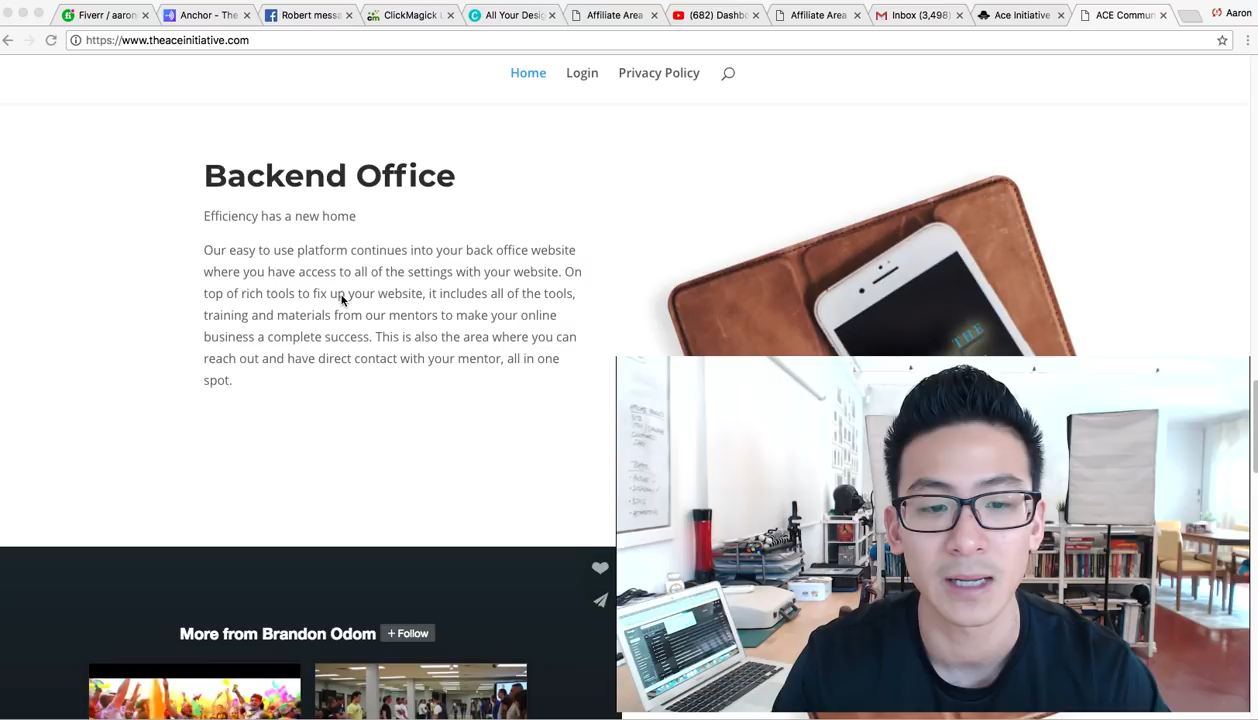 Fiverr / aaron
Anchor - The
Robert messa
ClickMagick
All Your Desig
Affiliate Area
(682) Dashb
Affiliate Area
Inbox (3,498)
Ace Initiative
ACE Commun
Aaron
https://www.theaceinitiative.com
Home
Login
Privacy Policy
Backend Office
Efficiency has a new home
Our easy to use platform continues into your back office website
where you have access to all of the settings with your website. On
top of rich tools to fix up your website, it includes all of the tools,
training and materials from our mentors to make your online
business a complete success. This is also the area where you can
reach out and have direct contact with your mentor, all in one
spot.
THE
More from Brandon Odom
+ Follow